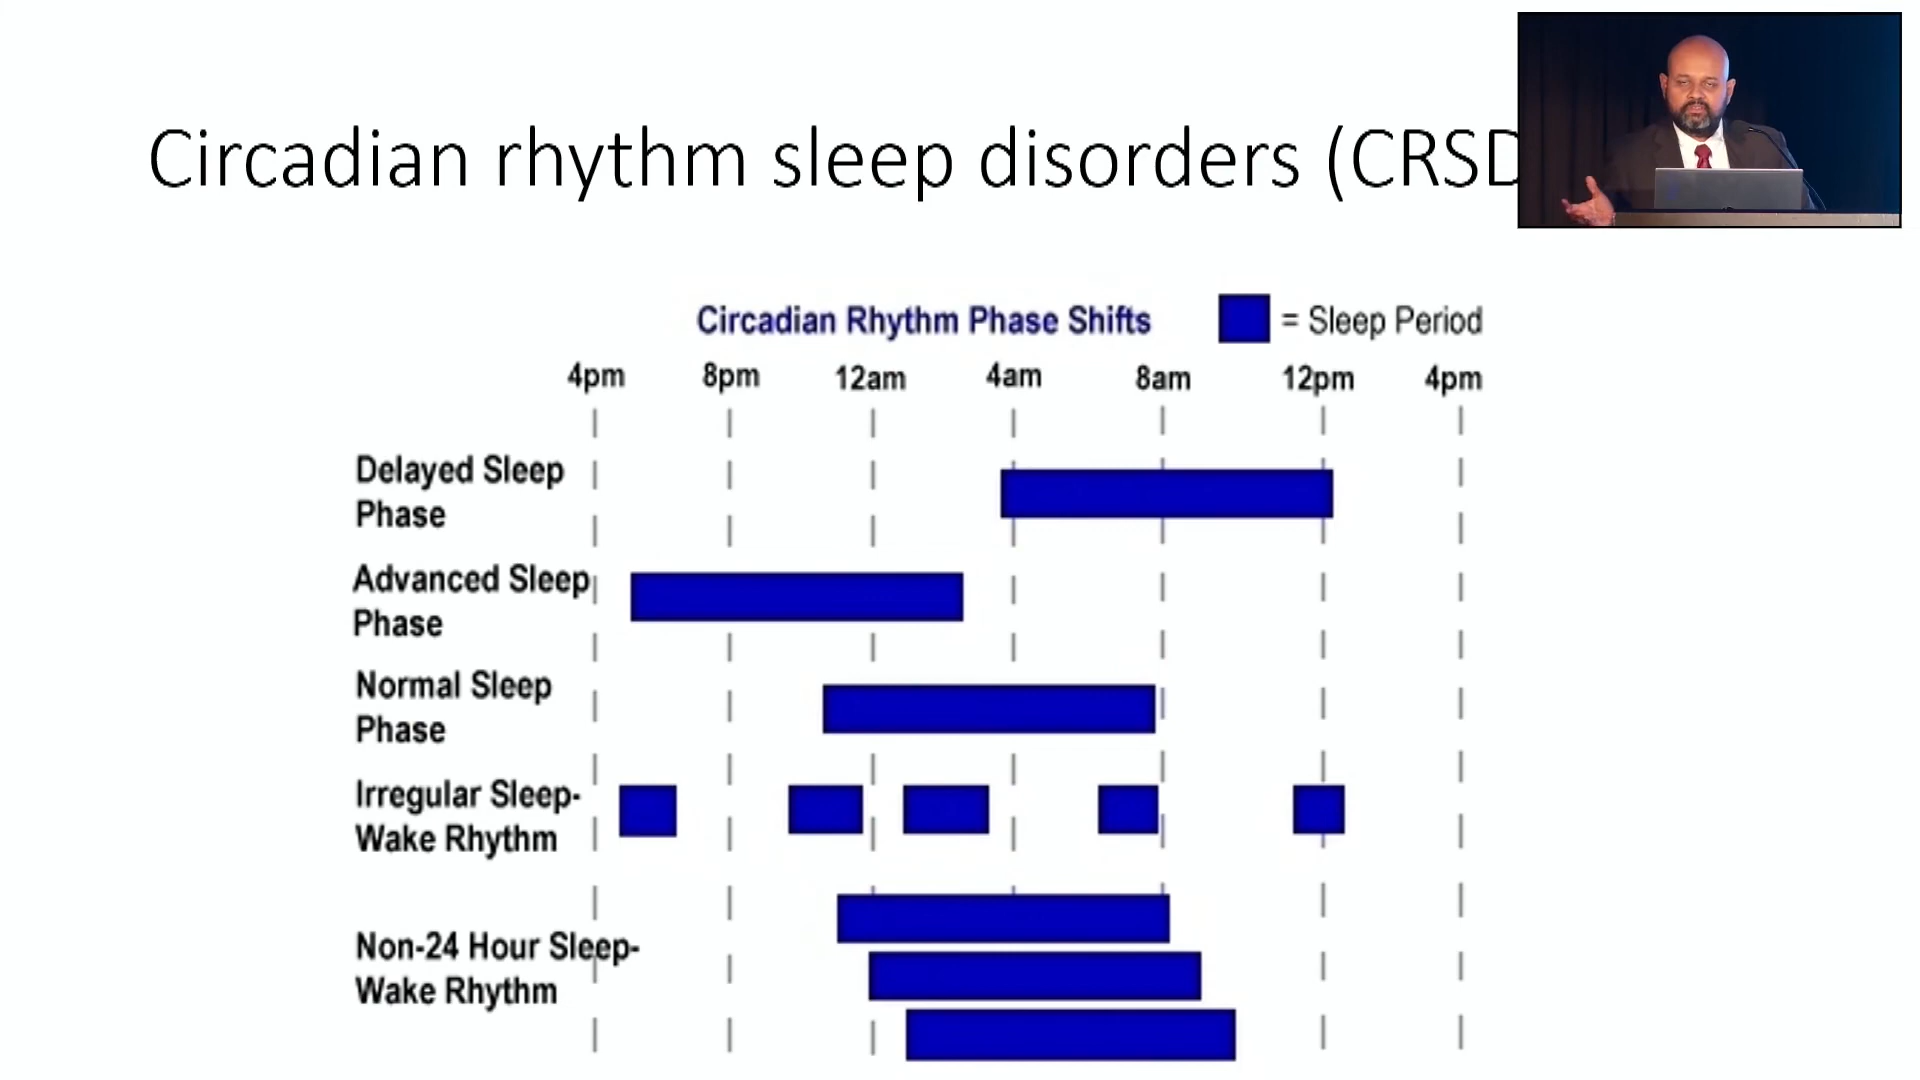 Circadian rhythm sleep disorders (CRSD
Circadian Rhythm Phase Shifts
= Sleep Period
4pm 8pm 12am 4am 8am 12pm 4pm
Delayed Sleep
Phase
Advanced Sleep
Phase
Normal Sleep
Phase
Irregular Sleep-
Wake Rhythm
Non-24 Hour Sleep-
Wake Rhythm